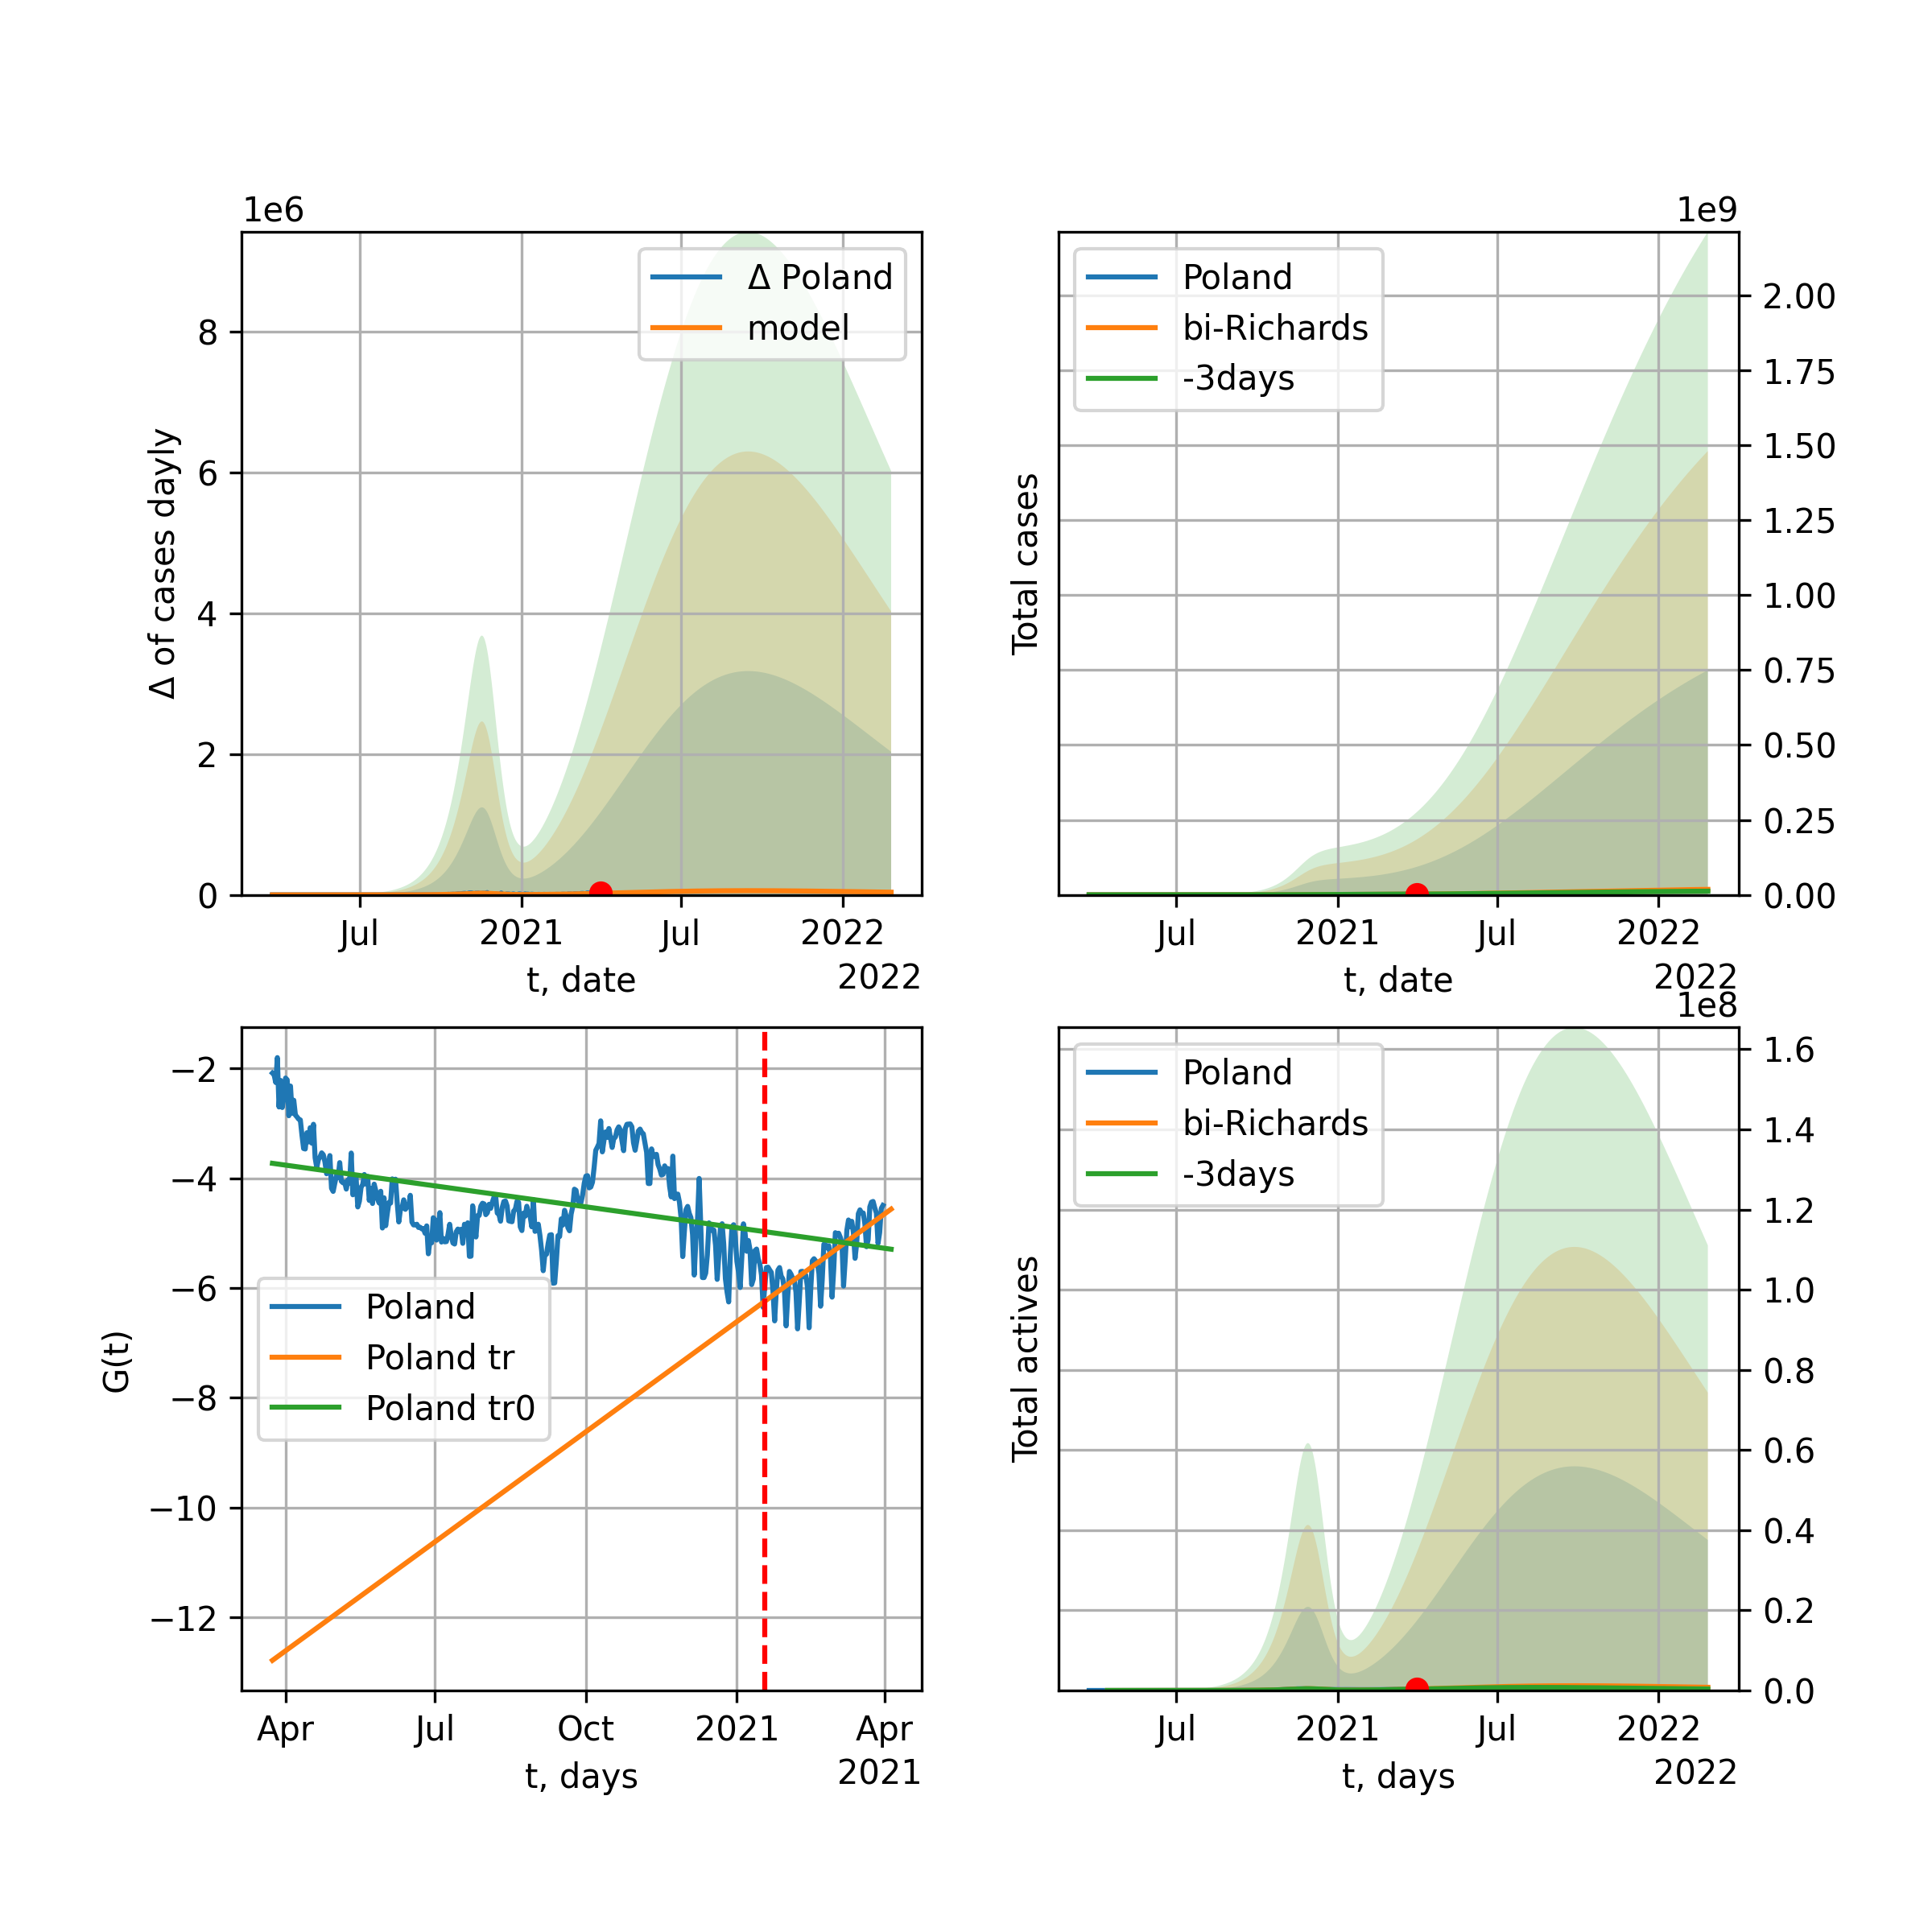 1e6
Δ of cases dayly
8
6
4
2
0
Δ Poland
model
Jul
2021
Jul
2022
t, date
2022
1e9
Total cases
Poland
bi-Richards
-3days
2.00
1.75
1.50
1.25
1.00
0.75
0.50
0.25
0.00
Jul
2021
Jul
2022
t, date
2022
G(t)
−2
−4
−6
−8
−10
−12
Poland
Poland tr
Poland tr0
Apr
Jul
Oct
2021
Apr
t, days
2021
1e8
Total actives
Poland
bi-Richards
-3days
1.6
1.4
1.2
1.0
0.8
0.6
0.4
0.2
0.0
Jul
2021
Jul
2022
t, days
2022